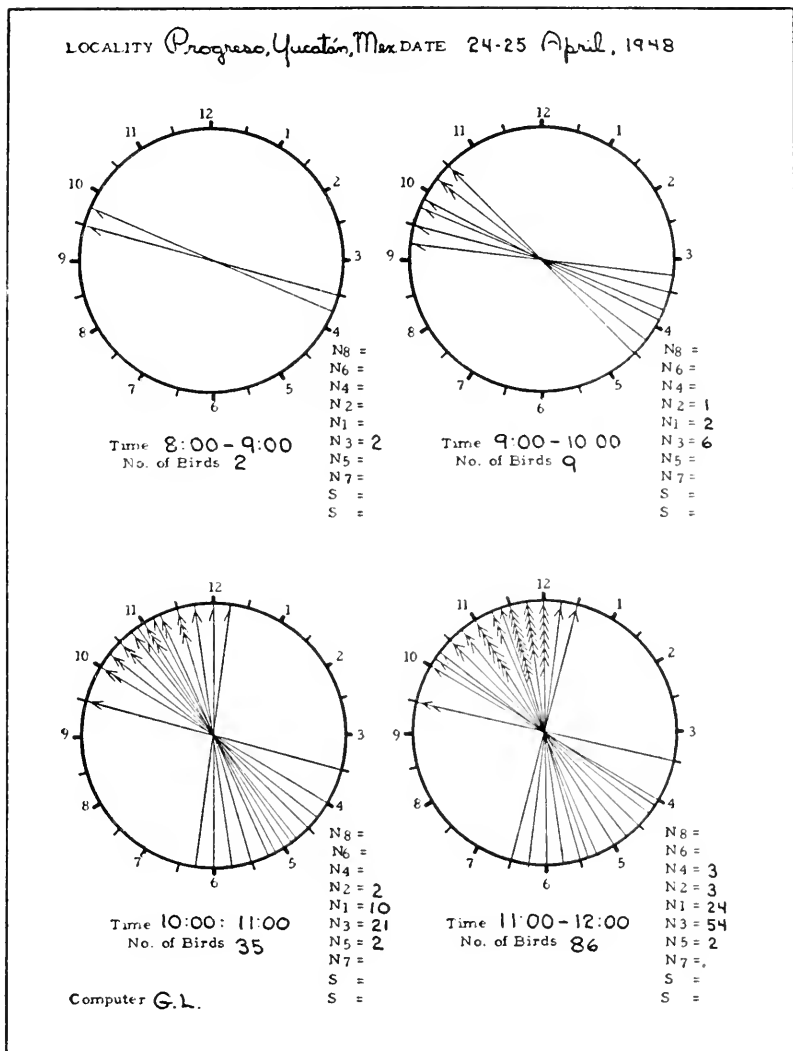 LOCALITY Progreso, Yucatán, Mex DATE 24-25 April, 1948
12
1
2
3
4
5
6
7
8
9
10
11
N8 =
N6 =
N4 =
N2 =
N1 =
N3 = 2
N5 =
N7 =
S =
S =
Time 8:00-9:00
No. of Birds 2
12
1
2
3
4
5
6
7
8
9
10
11
N8 =
N6 =
N4 =
N2 = 1
N1 = 2
N3 = 6
N5 =
N7 =
S =
S =
Time 9:00-10 00
No. of Birds 9
12
1
2
3
4
5
6
7
8
9
10
11
N8 =
N6 =
N4 =
N2 = 2
N1 = 10
N3 = 21
N5 = 2
N7 =
S =
S =
Time 10:00: 11:00
No. of Birds 35
12
1
2
3
4
5
6
7
8
9
10
11
N8 =
N6 =
N4 = 3
N2 = 3
N1 = 24
N3 = 54
N5 = 2
N7 =.
S =
S =
Time 11:00-12:00
No. of Birds 86
Computer G.L.